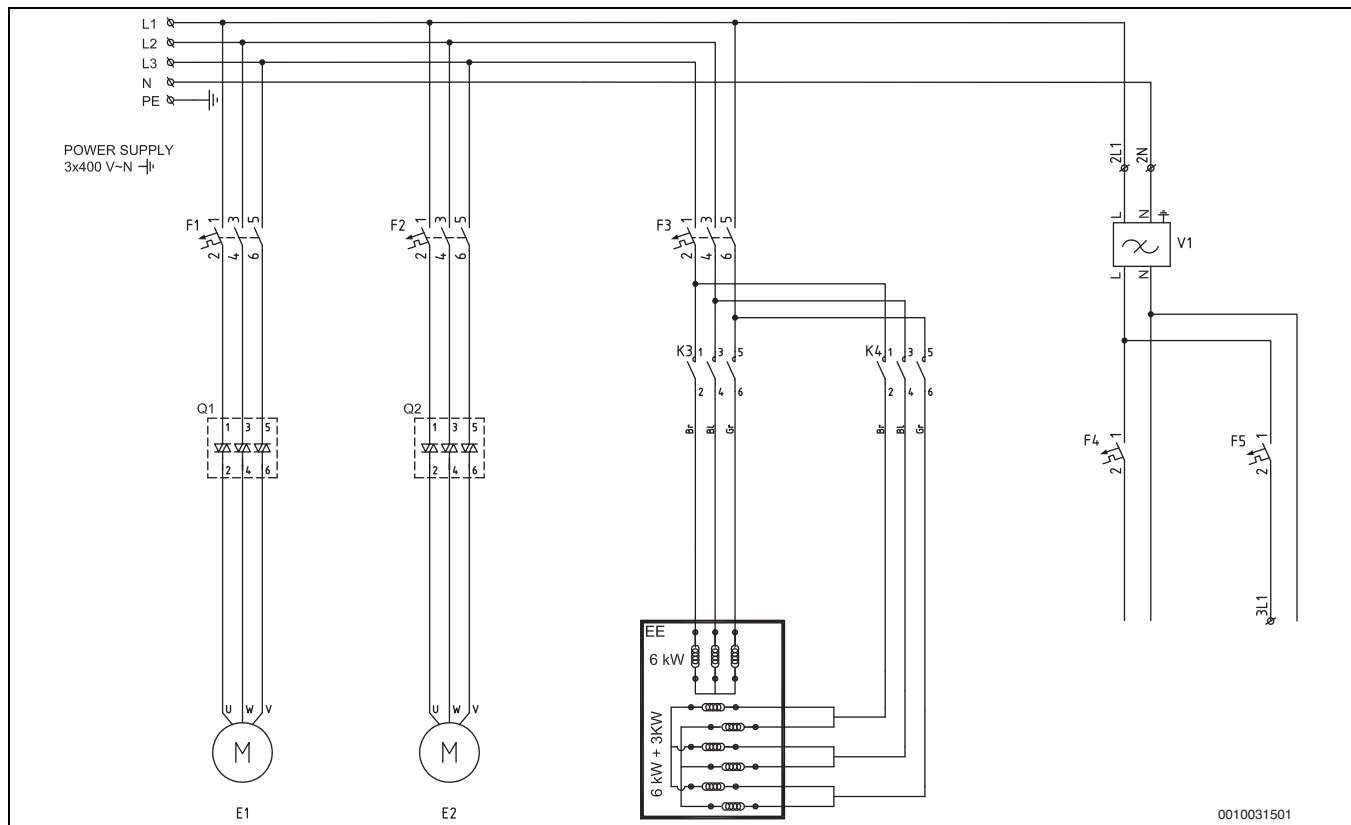 L1
L2
L3
N
PE
POWER SUPPLY
3x400 V~N
2L1 2N
F1 1 3 5
2 4 6
F2 1 3 5
2 4 6
F3 1 3 5
2 4 6
L N
V1
L N
K3 1 3 5
2 4 6
K4 1 3 5
2 4 6
Br Bl Gr
Br Bl Gr
Q1
1 3 5
2 4 6
Q2
1 3 5
2 4 6
F4 1
2
F5 1
2
3L1
EE
6 kW
6 kW + 3KW
U W V
M
E1
U W V
M
E2
0010031501